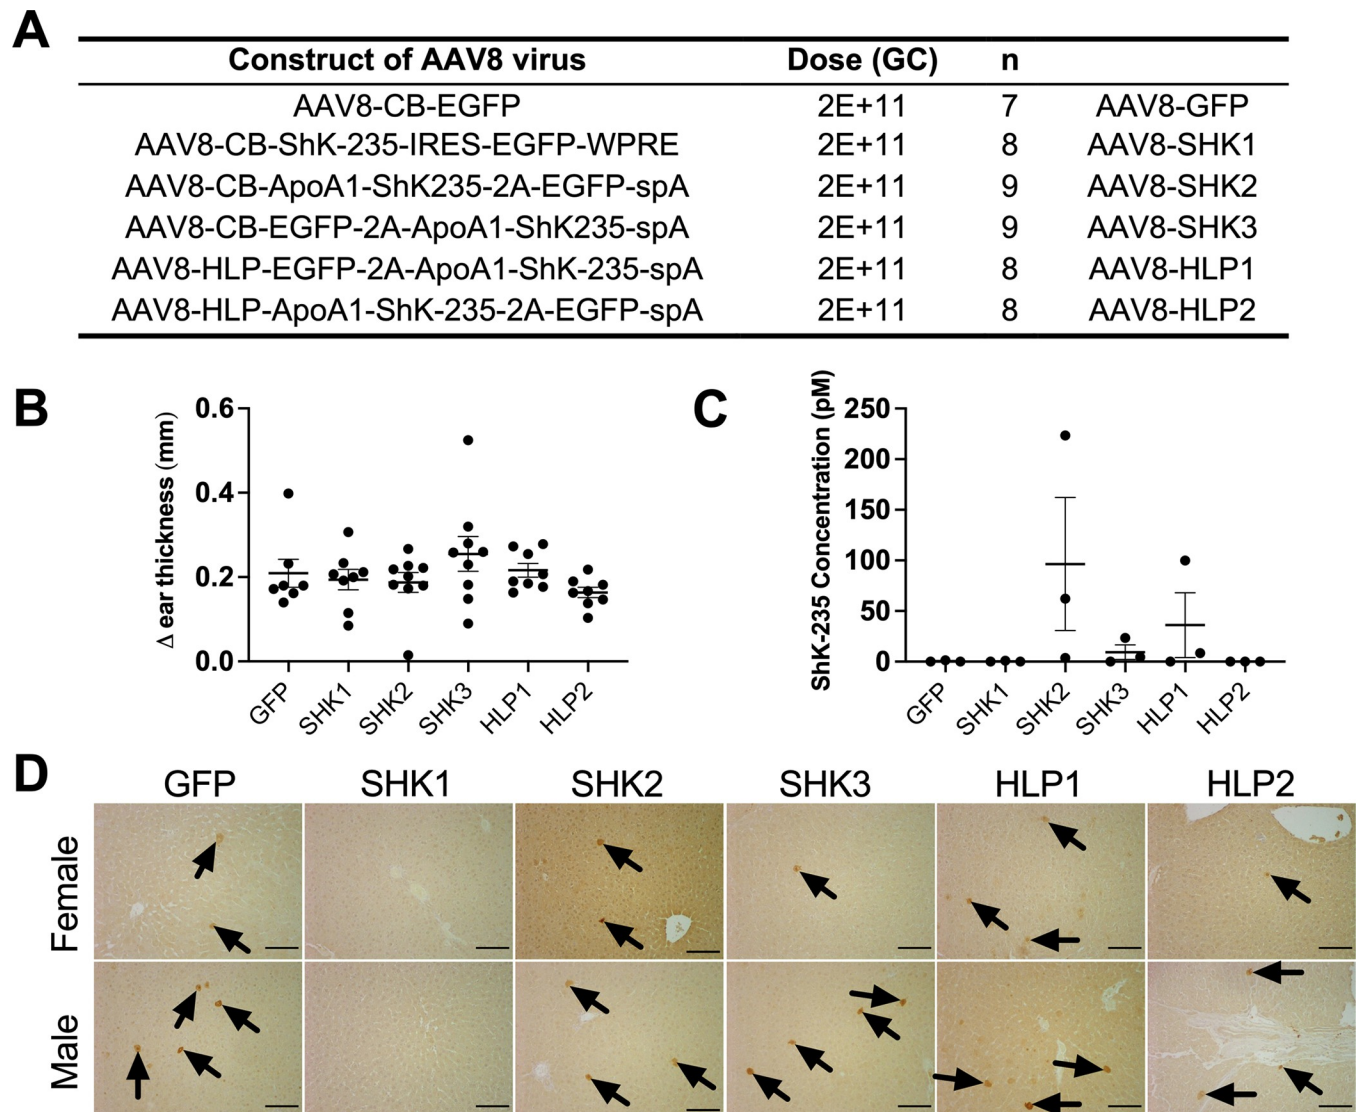 A
Construct of AAV8 virus Dose (GC) n
AAV8-CB-EGFP 2E+11 7 AAV8-GFP
AAV8-CB-ShK-235-IRES-EGFP-WPRE 2E+11 8 AAV8-SHK1
AAV8-CB-ApoA1-ShK235-2A-EGFP-spA 2E+11 9 AAV8-SHK2
AAV8-CB-EGFP-2A-ApoA1-ShK235-spA 2E+11 9 AAV8-SHK3
AAV8-HLP-EGFP-2A-ApoA1-ShK-235-spA 2E+11 8 AAV8-HLP1
AAV8-HLP-ApoA1-ShK-235-2A-EGFP-spA 2E+11 8 AAV8-HLP2
B
Δ ear thickness (mm)
0.6
0.4
0.2
0.0
GFP SHK1 SHK2 SHK3 HLP1 HLP2
C
ShK-235 Concentration (pM)
250
200
150
100
50
0
GFP SHK1 SHK2 SHK3 HLP1 HLP2
D
GFP SHK1 SHK2 SHK3 HLP1 HLP2
Female
Male